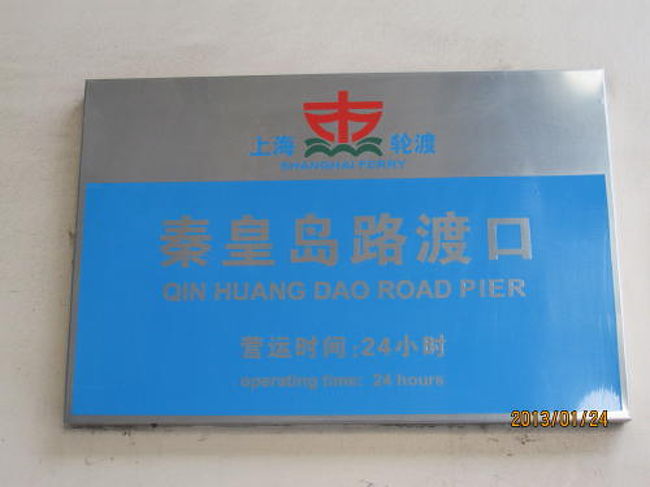 上海 轮渡
SHANGHAI FERRY
秦皇岛路渡口
QIN HUANG DAO ROAD PIER
营运时间:24小时
operating time: 24 hours
2013/01/24